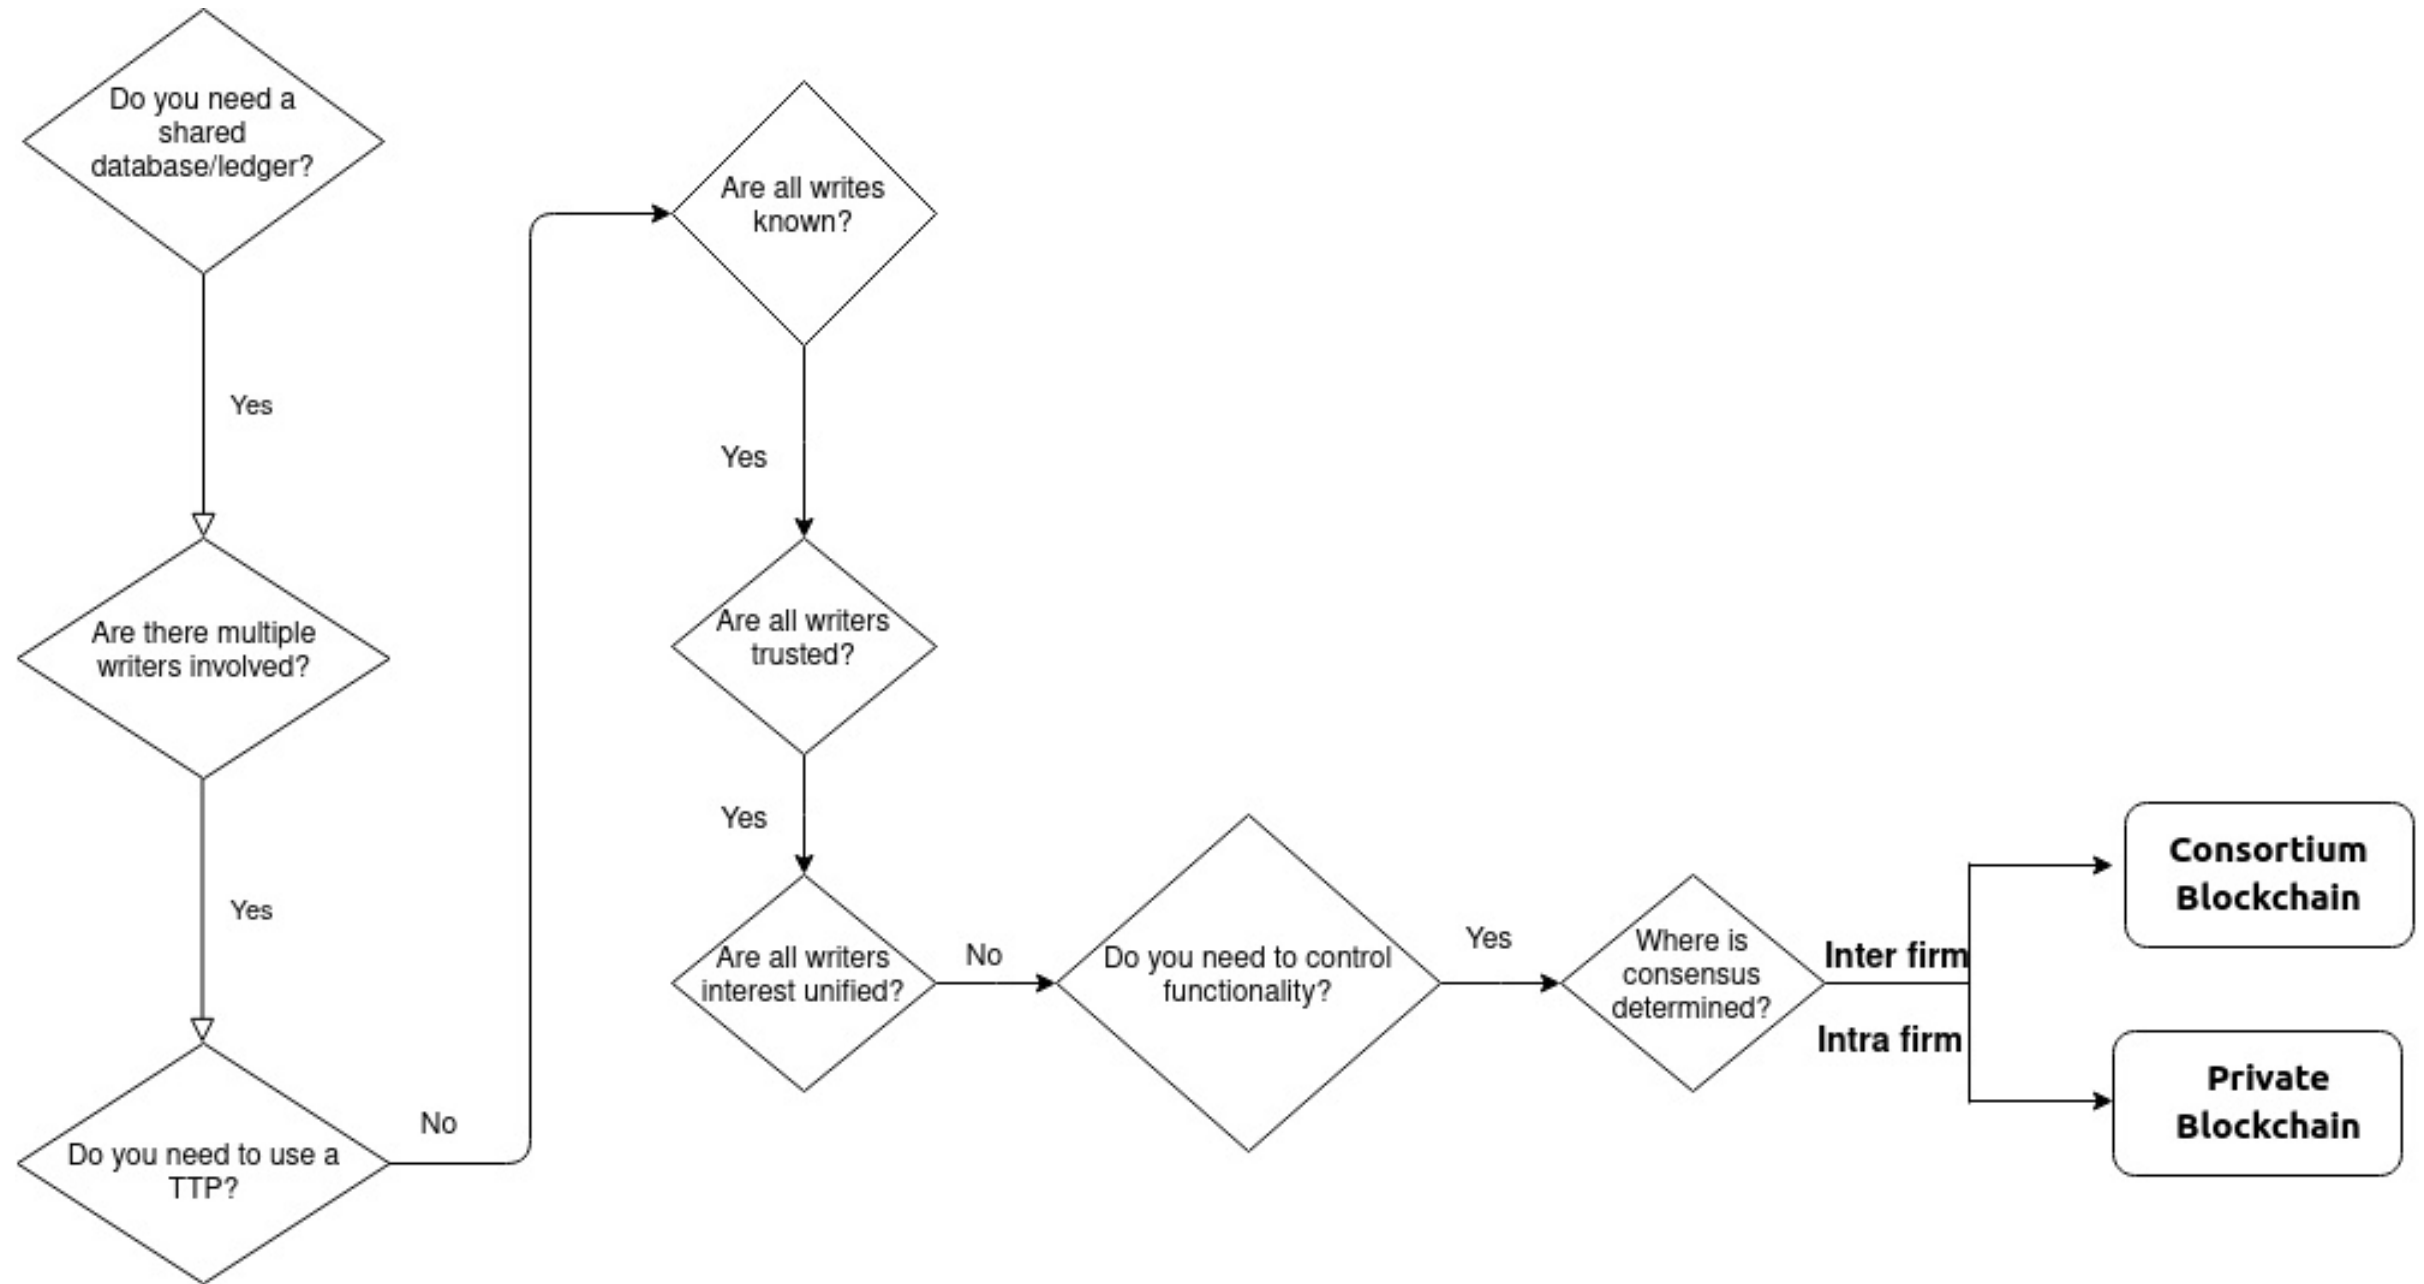 Do you need a
shared
database/ledger?
Yes
Are there multiple
writers involved?
Yes
Do you need to use a
TTP?
No
Are all writes
known?
Yes
Are all writers
trusted?
Yes
Are all writers
interest unified?
No
Do you need to control
functionality?
Yes
Where is
consensus
determined?
Inter firm
Intra firm
Consortium
Blockchain
Private
Blockchain